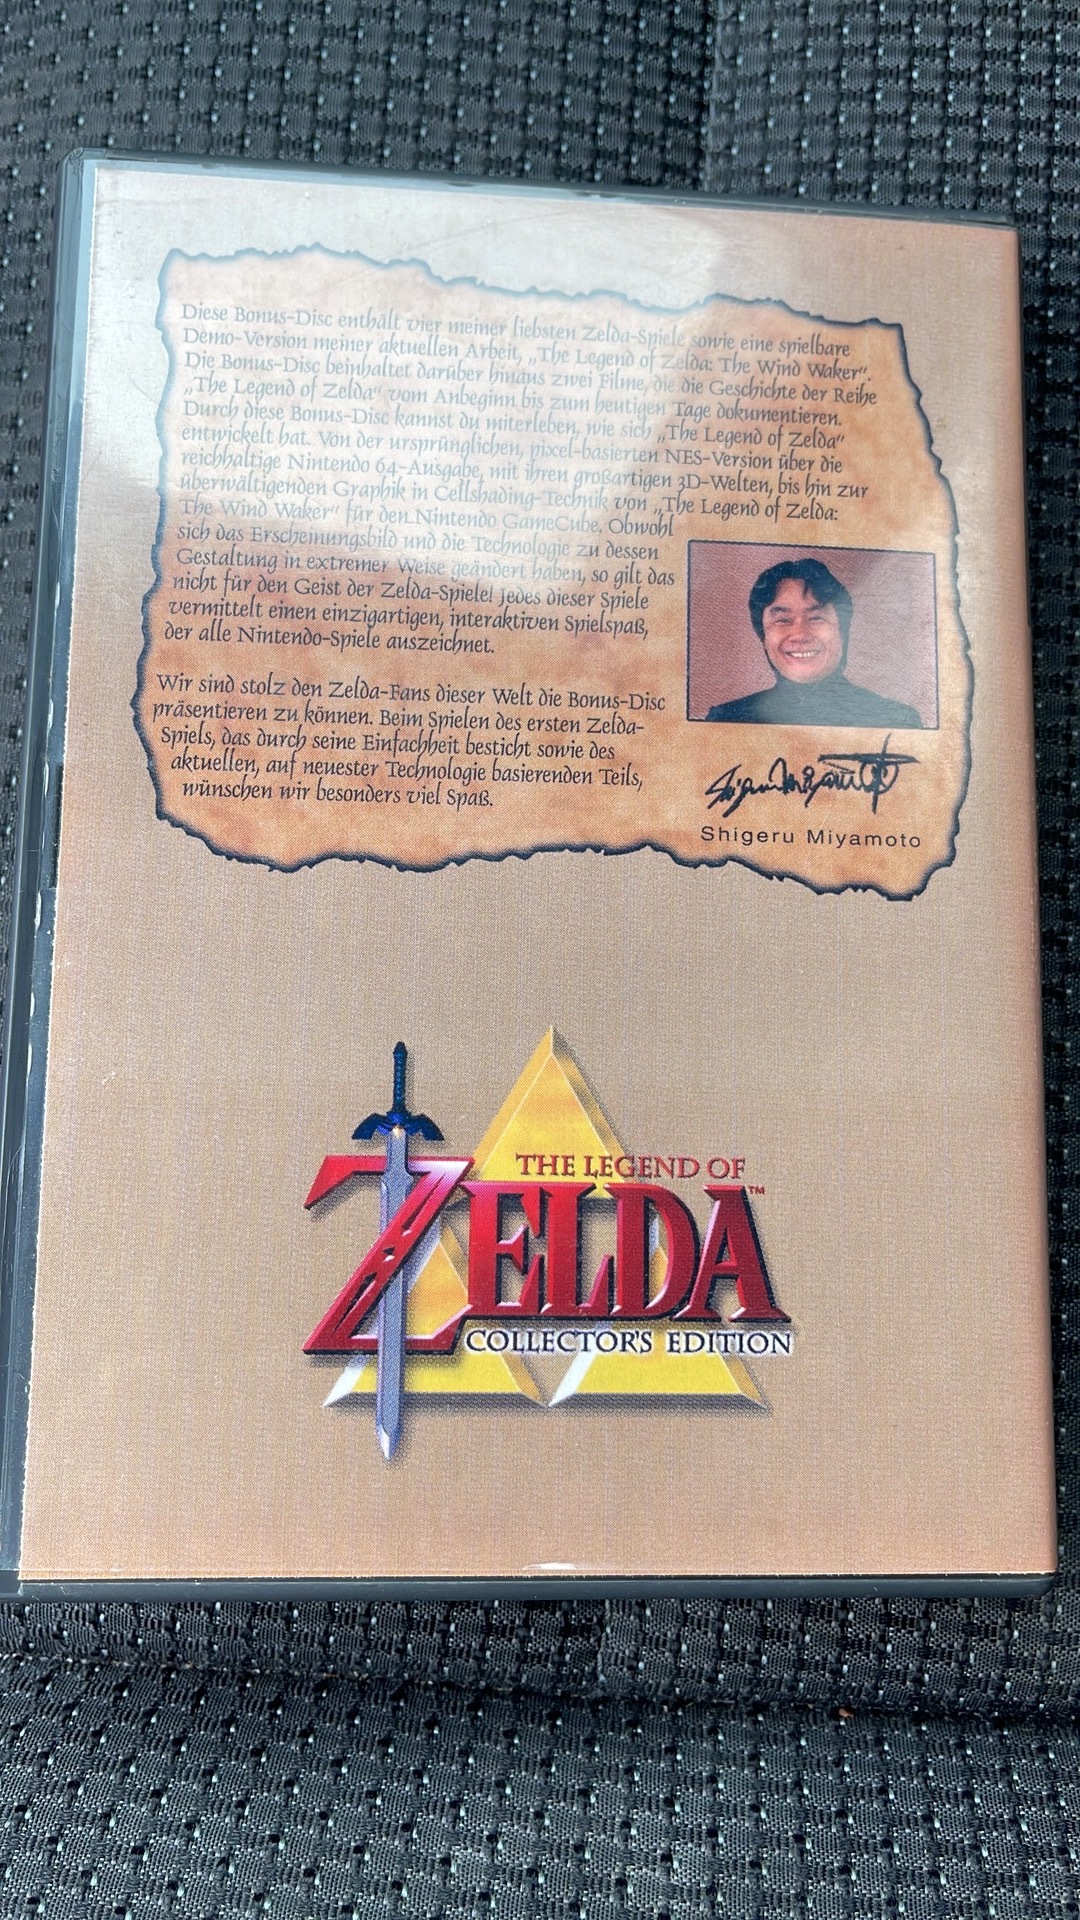 Diese Bonus-Disc enthält vier meiner liebsten Zelda-Spiele sowie eine spielbare
Demo-Version meiner aktuellen Arbeit, „The Legend of Zelda: The Wind Waker“.
Die Bonus-Disc beinhaltet darüber hinaus zwei Filme, die die Geschichte der Reihe
„The Legend of Zelda“ vom Anbeginn bis zum heutigen Tage dokumentieren.
Durch diese Bonus-Disc kannst du miterleben, wie sich „The Legend of Zelda“
entwickelt hat. Von der ursprünglichen, pixel-basierten NES-Version über die
reichhaltige Nintendo 64-Ausgabe, mit ihren großartigen 3D-Welten, bis hin zur
überwältigenden Graphik in Cellshading-Technik von „The Legend of Zelda:
The Wind Waker“ für den Nintendo GameCube. Obwohl
sich das Erscheinungsbild und die Technologie zu dessen
Gestaltung in extremer Weise geändert haben, so gilt das
nicht für den Geist der Zelda-Spiele! Jedes dieser Spiele
vermittelt einen einzigartigen, interaktiven Spielspaß,
der alle Nintendo-Spiele auszeichnet.
Wir sind stolz den Zelda-Fans dieser Welt die Bonus-Disc
präsentieren zu können. Beim Spielen des ersten Zelda-
Spiels, das durch seine Einfachheit besticht sowie des
aktuellen, auf neuester Technologie basierenden Teils,
wünschen wir besonders viel Spaß.
Shigeru Miyamoto
Shigeru Miyamoto
THE LEGEND OF
ZELDA™
COLLECTOR'S EDITION